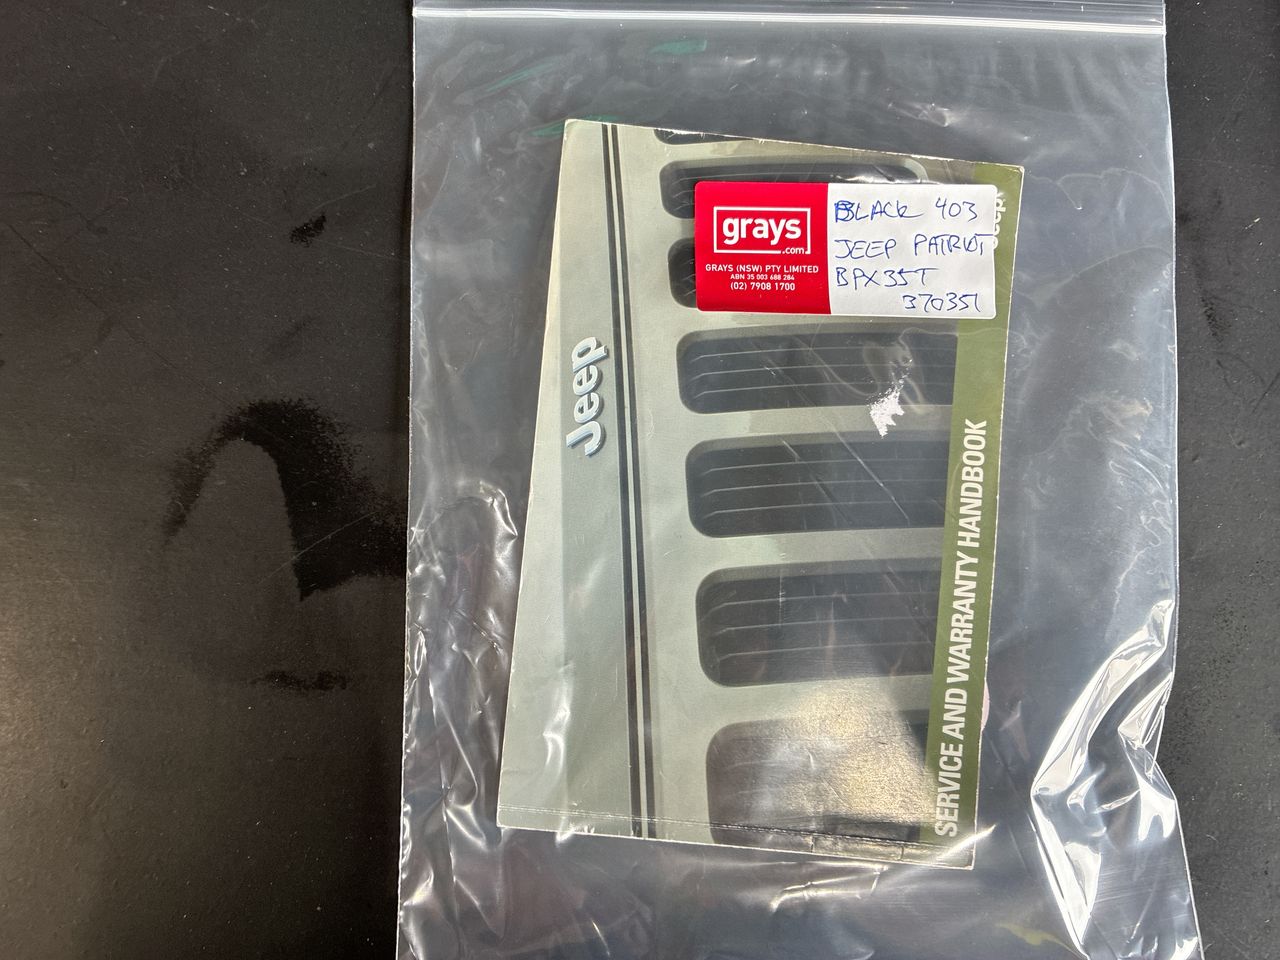 grays
.com
GRAYS (NSW) PTY LIMITED
ABN 35 003 688 284
(02) 7908 1700
BLACK 403
JEEP PATRIOT
BPX35T
370351
Jeep
Jeep
SERVICE AND WARRANTY HANDBOOK